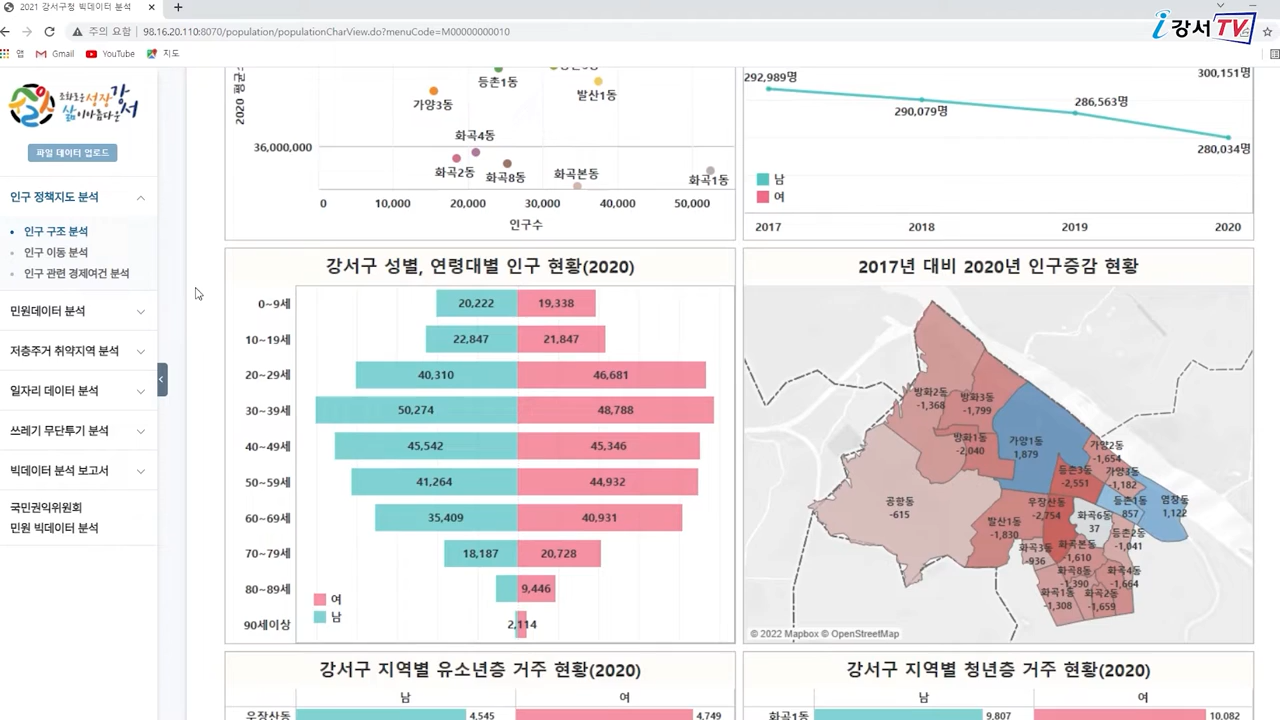 2021 강서구청 빅데이터 분석
주의 요함
98.16.20.110:8070/population/populationCharView.do?menuCode=M00000000010
앱
Gmail
YouTube
지도
i강서TV
조화로운 성장 강서
삶이 아름다운
파일 데이터 업로드
인구 정책지도 분석
• 인구 구조 분석
• 인구 이동 분석
• 인구 관련 경제여건 분석
민원데이터 분석
저층주거 취약지역 분석
일자리 데이터 분석
쓰레기 무단투기 분석
빅데이터 분석 보고서
국민권익위원회
민원 빅데이터 분석
등촌1동
발산1동
가양3동
화곡4동
36,000,000
화곡2동
화곡8동
화곡본동
화곡1동
0
10,000
20,000
30,000
40,000
50,000
인구수
292,989명
290,079명
300,151명
286,563명
280,034명
남
여
2017
2018
2019
2020
강서구 성별, 연령대별 인구 현황(2020)
0~9세 20,222 19,338
10~19세 22,847 21,847
20~29세 40,310 46,681
30~39세 50,274 48,788
40~49세 45,542 45,346
50~59세 41,264 44,932
60~69세 35,409 40,931
70~79세 18,187 20,728
80~89세 9,446
90세이상 2,114
여
남
2017년 대비 2020년 인구증감 현황
방화2동
-1,368
방화3동
-1,799
방화1동
-2,040
가양1동
1,879
가양2동
-1,654
등촌3동
-2,551
가양3동
-1,182
공항동
-615
우장산동
-2,754
등촌1동
857
염창동
1,122
발산1동
-1,830
화곡6동
37
등촌2동
-1,041
화곡3동
-936
화곡본동
-1,610
화곡8동
-1,390
화곡4동
-1,664
화곡1동
-1,308
화곡2동
-1,659
© 2022 Mapbox © OpenStreetMap
강서구 지역별 유소년층 거주 현황(2020)
남
여
우장산동 4,545 4,749
강서구 지역별 청년층 거주 현황(2020)
남
여
화곡1동 9,807 10,082